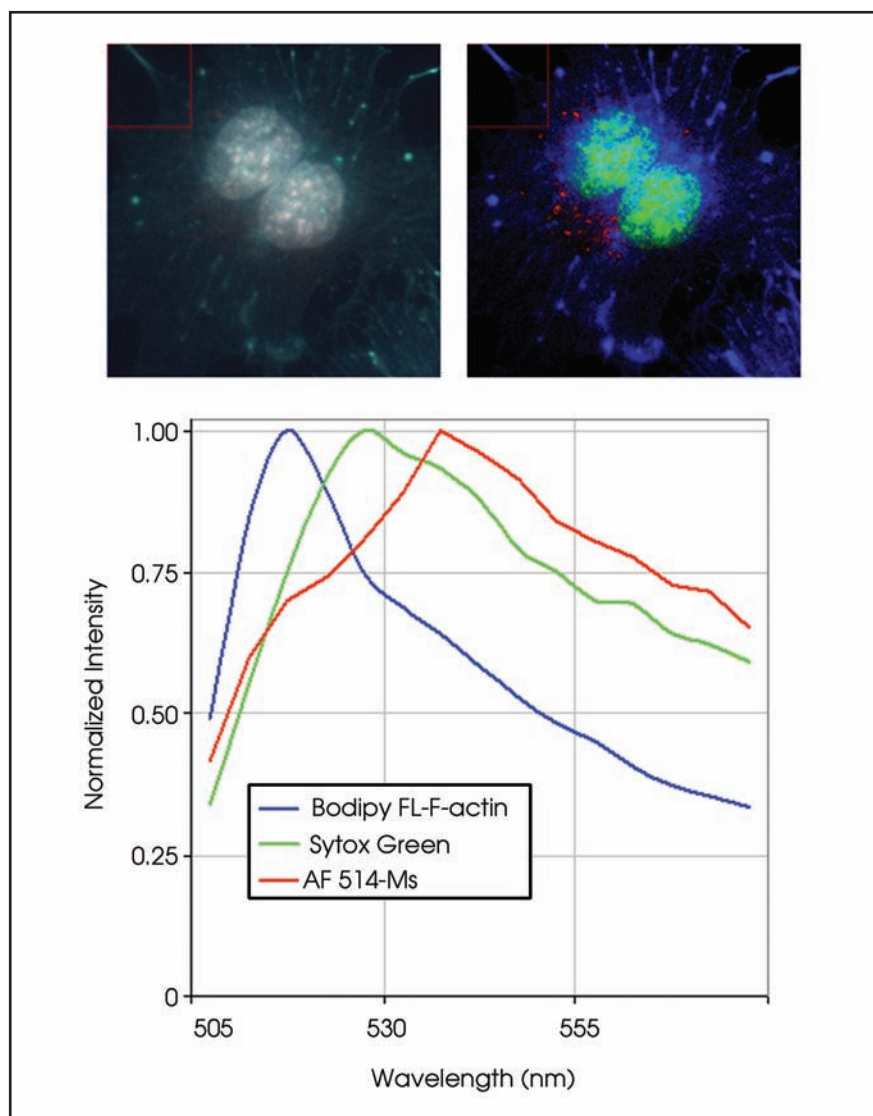 1.00
0.75
0.50
0.25
0
Normalized Intensity
Bodipy FL-F-actin
Sytox Green
AF 514-Ms
505 530 555
Wavelength (nm)